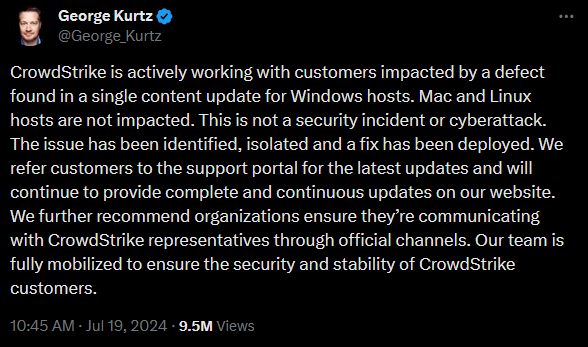 George Kurtz
@George_Kurtz
CrowdStrike is actively working with customers impacted by a defect
found in a single content update for Windows hosts. Mac and Linux
hosts are not impacted. This is not a security incident or cyberattack.
The issue has been identified, isolated and a fix has been deployed. We
refer customers to the support portal for the latest updates and will
continue to provide complete and continuous updates on our website.
We further recommend organizations ensure they’re communicating
with CrowdStrike representatives through official channels. Our team is
fully mobilized to ensure the security and stability of CrowdStrike
customers.
10:45 AM · Jul 19, 2024 · 9.5M Views